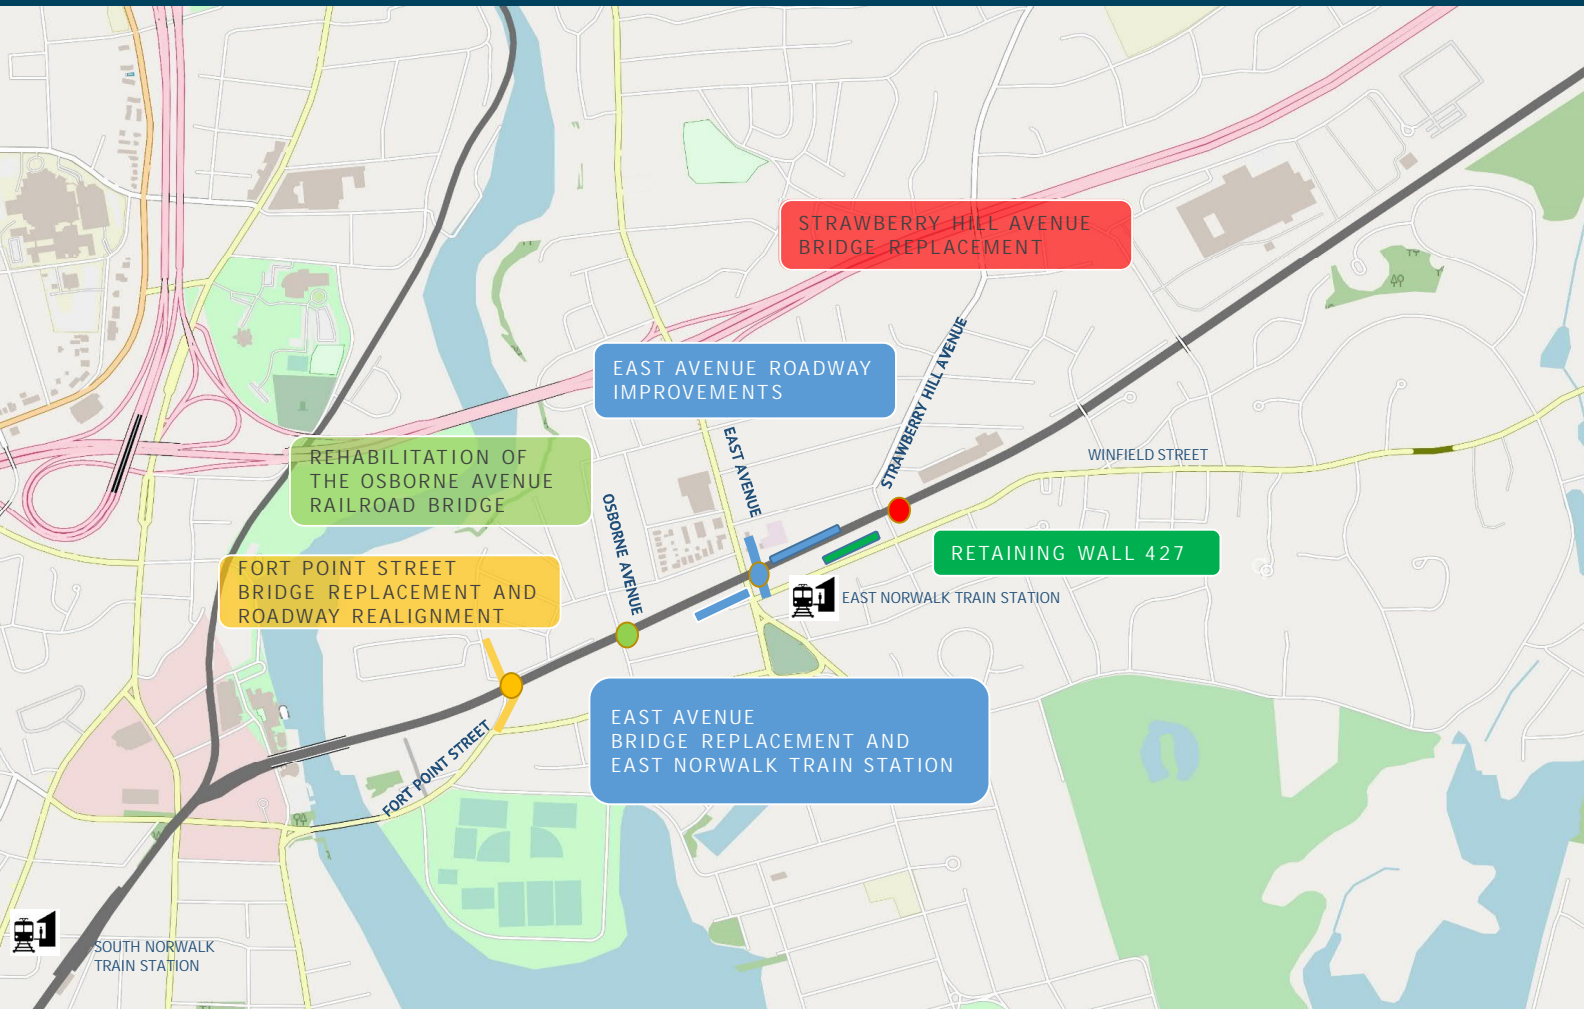 STRAWBERRY HILL AVENUE
BRIDGE REPLACEMENT
EAST AVENUE ROADWAY
IMPROVEMENTS
STRAWBERRY HILL AVENUE
EAST AVENUE
WINFIELD STREET
REHABILITATION OF
THE OSBORNE AVENUE
RAILROAD BRIDGE
OSBORNE AVENUE
RETAINING WALL 427
FORT POINT STREET
BRIDGE REPLACEMENT AND
ROADWAY REALIGNMENT
EAST NORWALK TRAIN STATION
EAST AVENUE
BRIDGE REPLACEMENT AND
EAST NORWALK TRAIN STATION
FORT POINT STREET
SOUTH NORWALK
TRAIN STATION